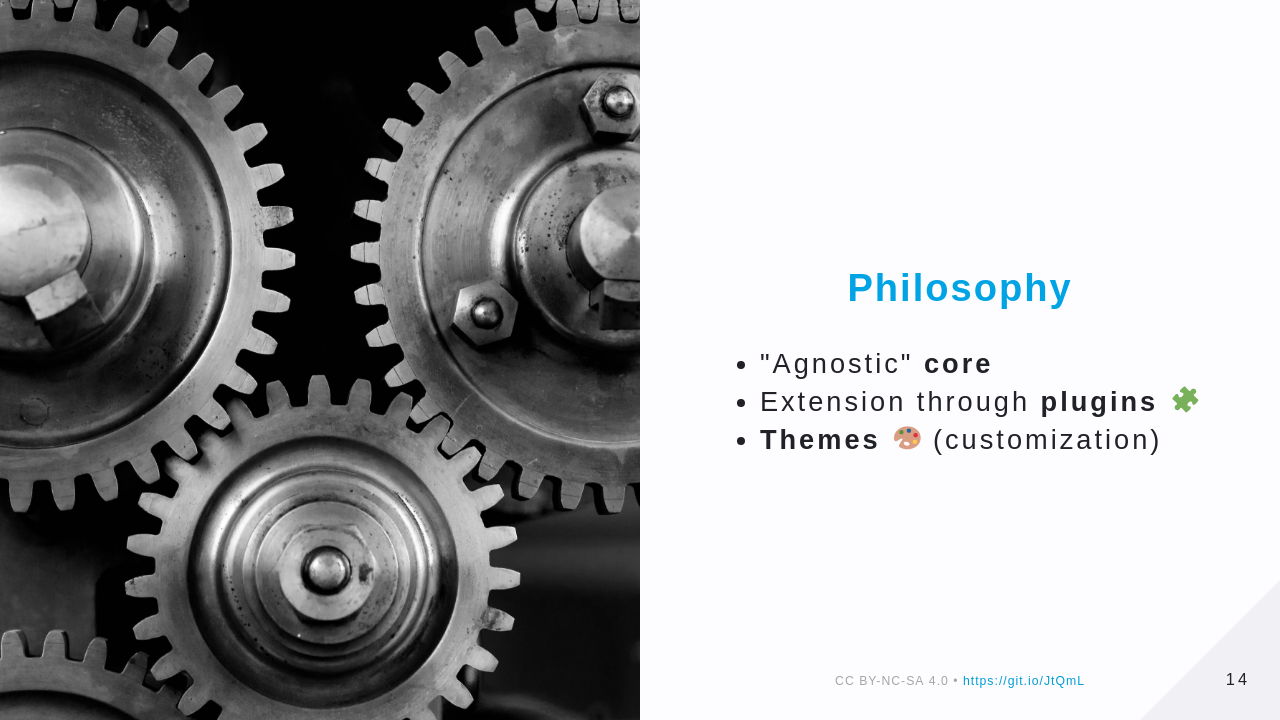 Philosophy
• "Agnostic" core
• Extension through plugins 🧩
• Themes 🎨 (customization)
CC BY-NC-SA 4.0 • https://git.io/JtQmL
14